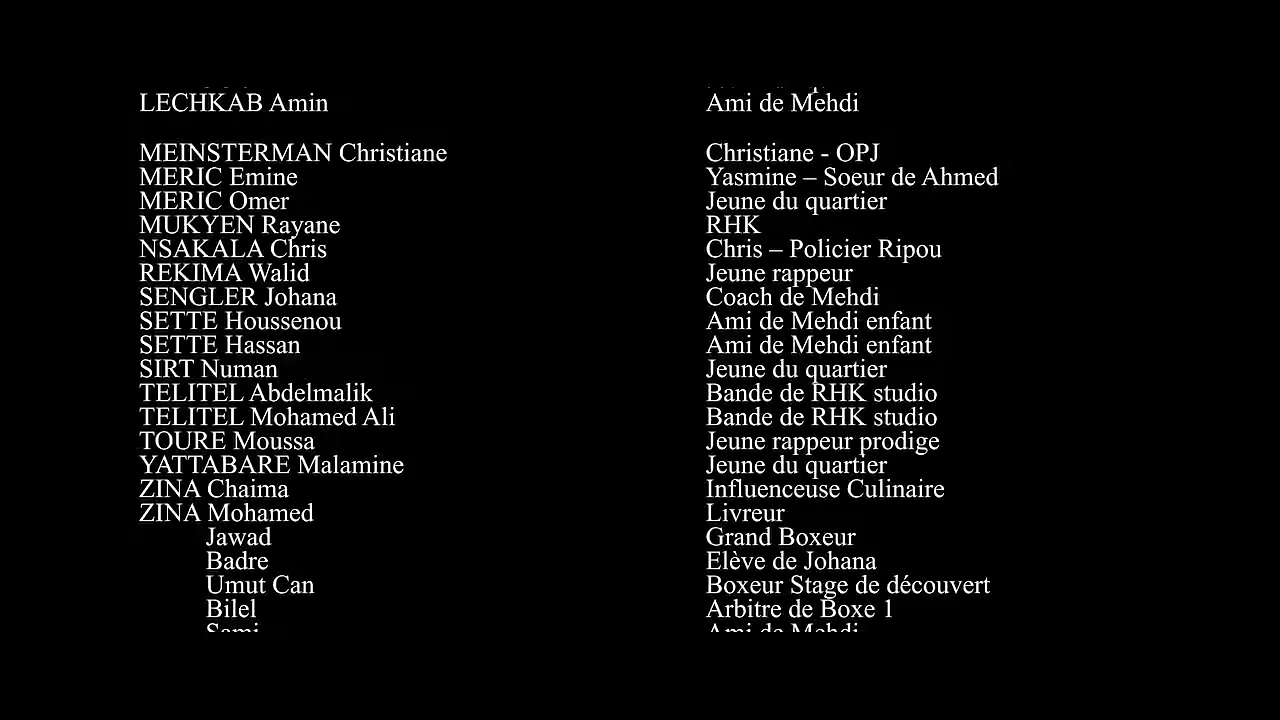 LECHKAB Amin Ami de Mehdi
MEINSTERMAN Christiane Christiane - OPJ
MERIC Emine Yasmine – Soeur de Ahmed
MERIC Omer Jeune du quartier
MUKYEN Rayane RHK
NSAKALA Chris Chris – Policier Ripou
REKIMA Walid Jeune rappeur
SENGLER Johana Coach de Mehdi
SETTE Houssenou Ami de Mehdi enfant
SETTE Hassan Ami de Mehdi enfant
SIRT Numan Jeune du quartier
TELITEL Abdelmalik Bande de RHK studio
TELITEL Mohamed Ali Bande de RHK studio
TOURE Moussa Jeune rappeur prodige
YATTABARE Malamine Jeune du quartier
ZINA Chaima Influenceuse Culinaire
ZINA Mohamed Livreur
Jawad Grand Boxeur
Badre Elève de Johana
Umut Can Boxeur Stage de découvert
Bilel Arbitre de Boxe 1
Sami Ami de Mehdi